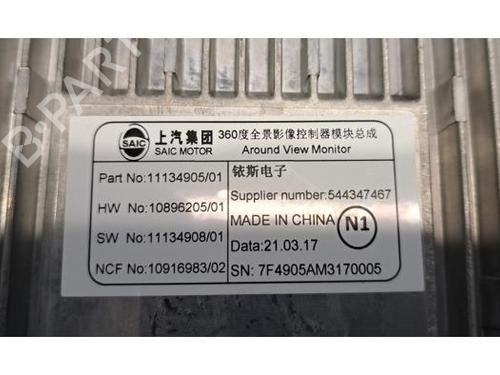 SAIC
上汽集团
SAIC MOTOR
360度全景影像控制器模块总成
Around View Monitor
Part No:11134905/01
HW No:10896205/01
SW No:11134908/01
NCF No:10916983/02
铱斯电子
Supplier number:544347467
MADE IN CHINA
N1
Data:21.03.17
SN: 7F4905AM3170005
B-PARTS